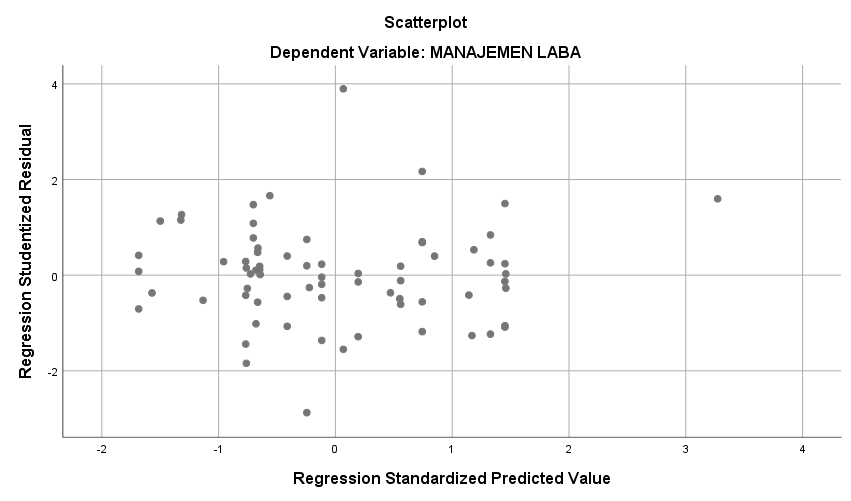 Scatterplot
Dependent Variable: MANAJEMEN LABA
Regression Studentized Residual
4
2
0
-2
-2
-1
0
1
2
3
4
Regression Standardized Predicted Value